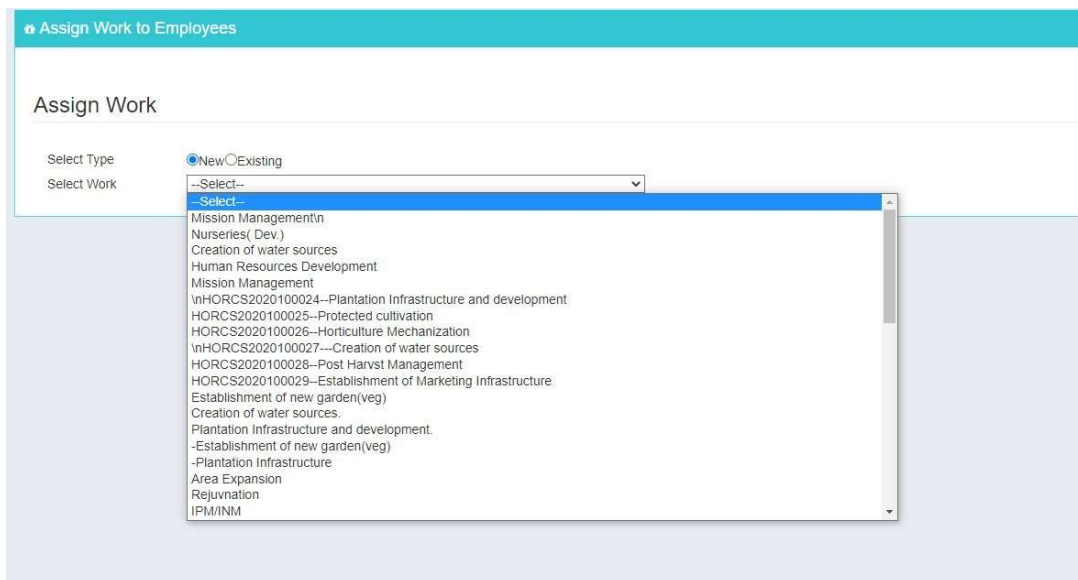 Assign Work to Employees
Assign Work
Select Type
New Existing
Select Work
--Select--
--Select--
Mission Management\n
Nurseries( Dev.)
Creation of water sources
Human Resources Development
Mission Management
\nHORCS2020100024--Plantation Infrastructure and development
HORCS2020100025--Protected cultivation
HORCS2020100026--Horticulture Mechanization
\nHORCS2020100027---Creation of water sources
HORCS2020100028--Post Harvst Management
HORCS2020100029--Establishment of Marketing Infrastructure
Establishment of new garden(veg)
Creation of water sources.
Plantation Infrastructure and development.
-Establishment of new garden(veg)
-Plantation Infrastructure
Area Expansion
Rejuvnation
IPM/INM